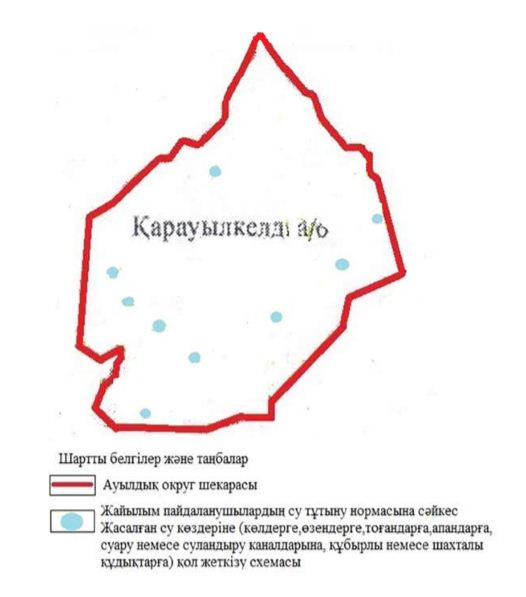 Қарауылкелді а/о
Шартты белгілер және таңбалар
Ауылдық округ шекарасы
Жайылым пайдаланушылардың су тұтыну нормасына сәйкес
Жасалған су көздеріне (көлдерге,өзендерге,тоғандарға,апандарға,
суару немесе суландыру каналдарына, құбырлы немесе шахталы
құдықтарға) қол жеткізу схемасы